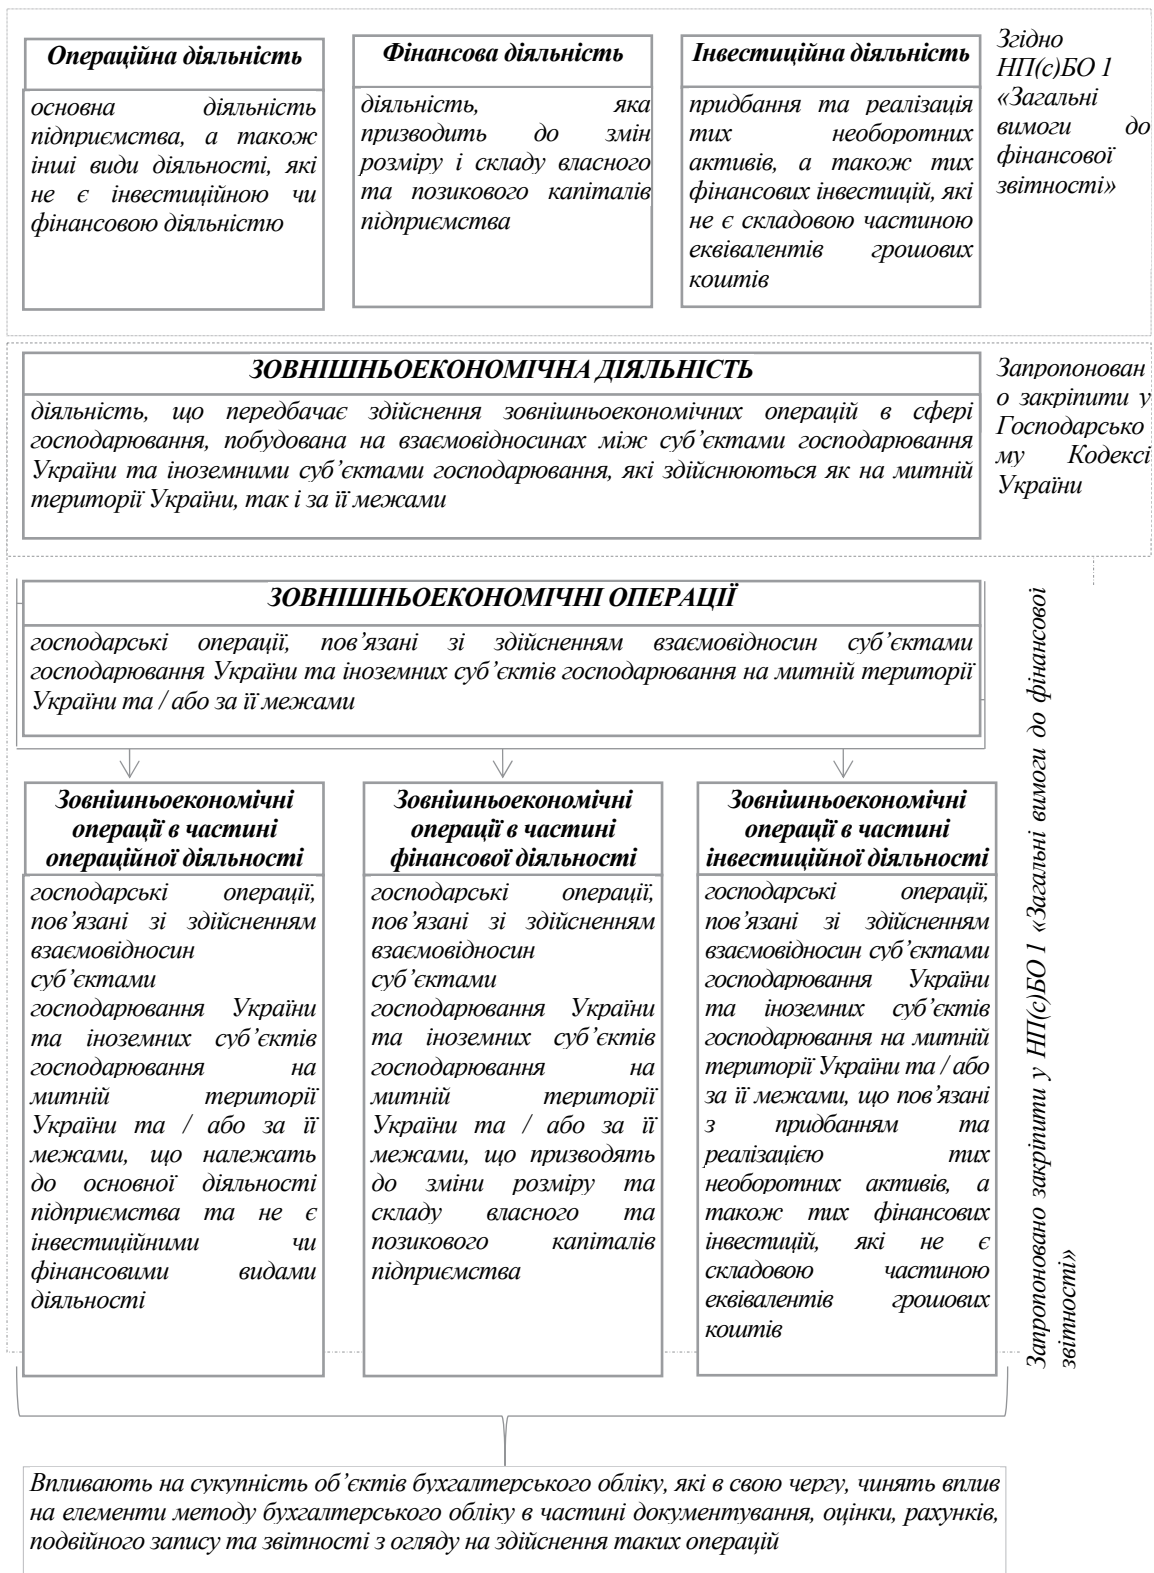 Операційна діяльність
основна діяльність
підприємства, а також
інші види діяльності, які
не є інвестиційною чи
фінансовою діяльністю
Фінансова діяльність
діяльність, яка
призводить до змін
розміру і складу власного
та позикового капіталів
підприємства
Інвестиційна діяльність
придбання та реалізація
тих необоротних
активів, а також тих
фінансових інвестицій, які
не є складовою частиною
еквівалентів грошових
коштів
Згідно
НП(с)БО 1
«Загальні
вимоги до
фінансової
звітності»
ЗОВНІШНЬОЕКОНОМІЧНА ДІЯЛЬНІСТЬ
діяльність, що передбачає здійснення зовнішньоекономічних операцій в сфері
господарювання, побудована на взаємовідносинах між суб’єктами господарювання
України та іноземними суб’єктами господарювання, які здійснюються як на митній
території України, так і за її межами
Запропонован
о закріпити у
Господарсько
му Кодексі
України
ЗОВНІШНЬОЕКОНОМІЧНІ ОПЕРАЦІЇ
господарські операції, пов’язані зі здійсненням взаємовідносин суб’єктами
господарювання України та іноземних суб’єктів господарювання на митній території
України та / або за її межами
Зовнішньоекономічні
операції в частині
операційної діяльності
господарські операції,
пов’язані зі здійсненням
взаємовідносин
суб’єктами
господарювання України
та іноземних суб’єктів
господарювання на
митній території
України та / або за її
межами, що належать
до основної діяльності
підприємства та не є
інвестиційними чи
фінансовими видами
діяльності
Зовнішньоекономічні
операції в частині
фінансової діяльності
господарські операції,
пов’язані зі здійсненням
взаємовідносин
суб’єктами
господарювання України
та іноземних суб’єктів
господарювання на
митній території
України та / або за її
межами, що призводять
до зміни розміру та
складу власного та
позикового капіталів
підприємства
Зовнішньоекономічні
операції в частині
інвестиційної діяльності
господарські операції,
пов’язані зі здійсненням
взаємовідносин суб’єктами
господарювання України
та іноземних суб’єктів
господарювання на митній
території України та / або
за її межами, що пов’язані
з придбанням та
реалізацією тих
необоротних активів, а
також тих фінансових
інвестицій, які не є
складовою частиною
еквівалентів грошових
коштів
Запропоновано закріпити у НП(с)БО 1 «Загальні вимоги до фінансової
звітності»
Впливають на сукупність об’єктів бухгалтерського обліку, які в свою чергу, чинять вплив
на елементи методу бухгалтерського обліку в частині документування, оцінки, рахунків,
подвійного запису та звітності з огляду на здійснення таких операцій